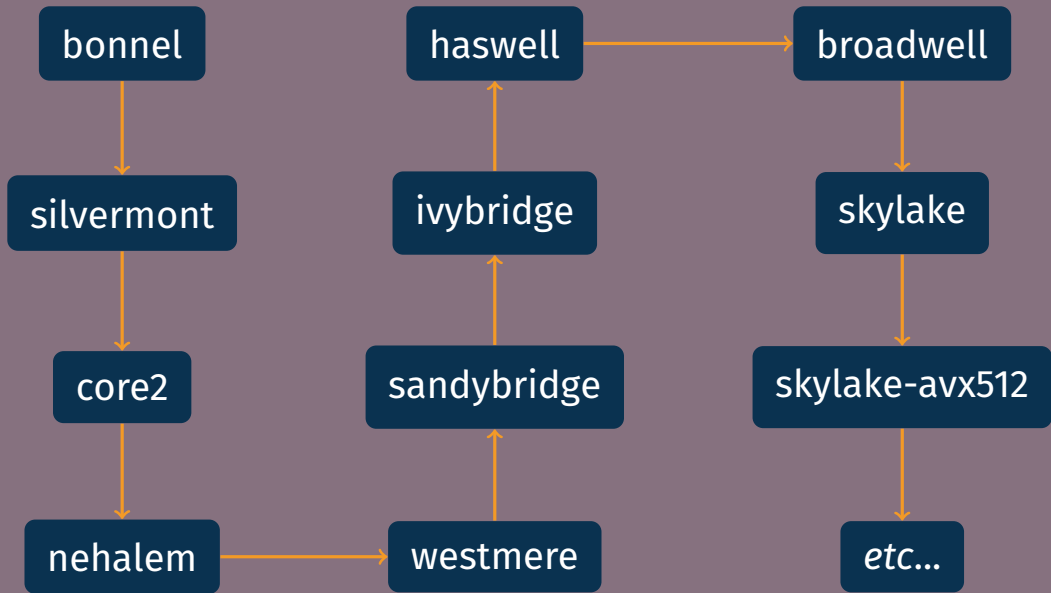 bonnel
silvermont
core2
nehalem
westmere
sandybridge
ivybridge
haswell
broadwell
skylake
skylake-avx512
etc...